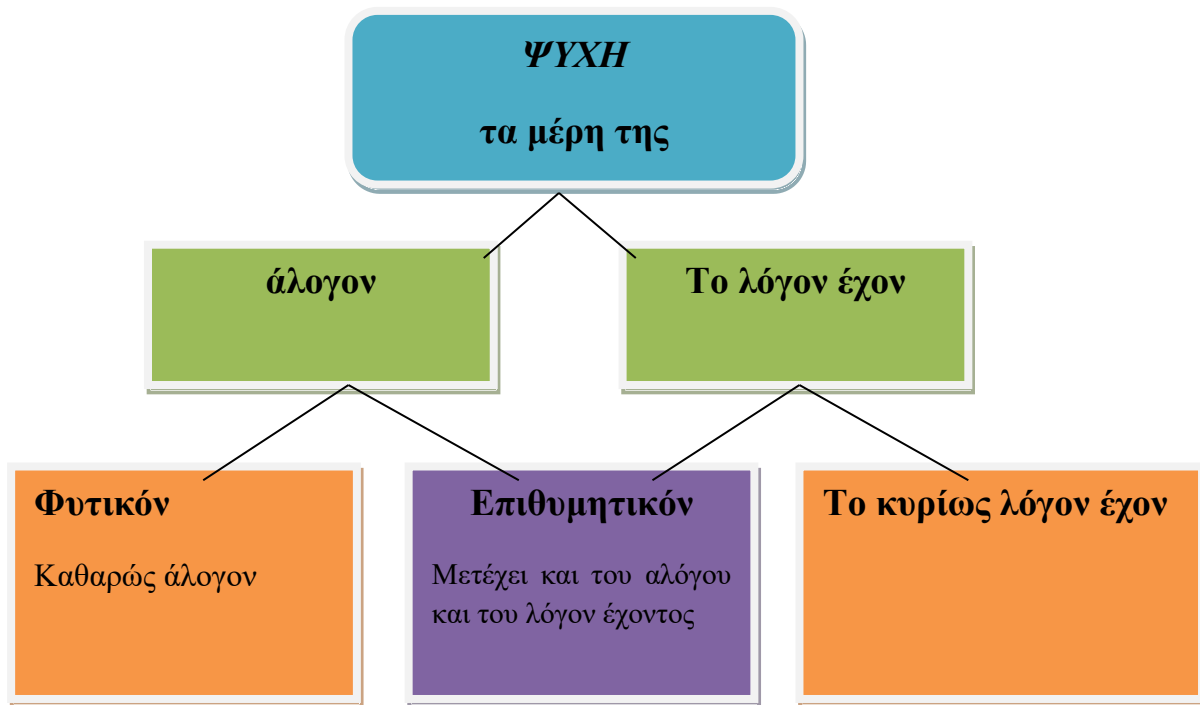 ΨΥΧΗ
τα μέρη της
άλογον
Το λόγον έχον
Φυτικόν
Καθαρώς άλογον
Επιθυμητικόν
Μετέχει και του αλόγου
και του λόγον έχοντος
Το κυρίως λόγον έχον